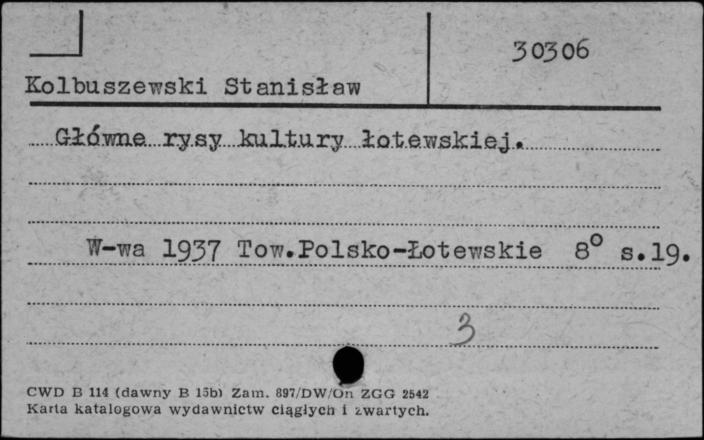 30306
Kolbuszewski Stanisław
Główne rysy kultury łotewskiej.
W-wa 1937 Tow.Polsko-Łotewskie 8° s.19.
3
CWD B 114 (dawny B 15b) Zam. 897/DW/On ZGG 2542
Karta katalogowa wydawnictw ciągłych i zwartych.